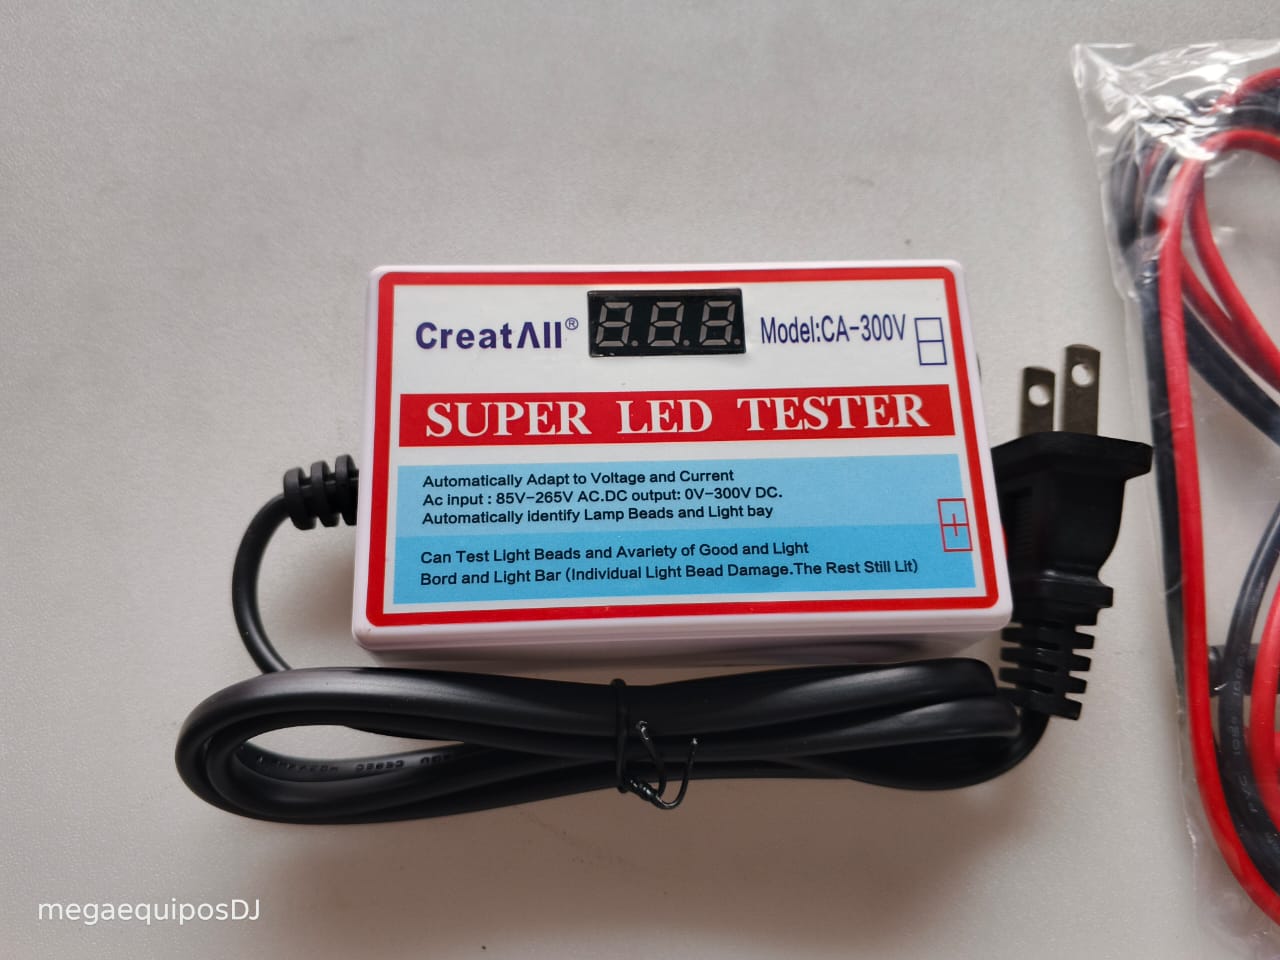 CreatAll®
Model:CA-300V
SUPER LED TESTER
Automatically Adapt to Voltage and Current
Ac input : 85V-265V AC.DC output: 0V-300V DC.
Automatically identify Lamp Beads and Light bay
Can Test Light Beads and Avariety of Good and Light
Bord and Light Bar (Individual Light Bead Damage.The Rest Still Lit)
megaequiposDJ